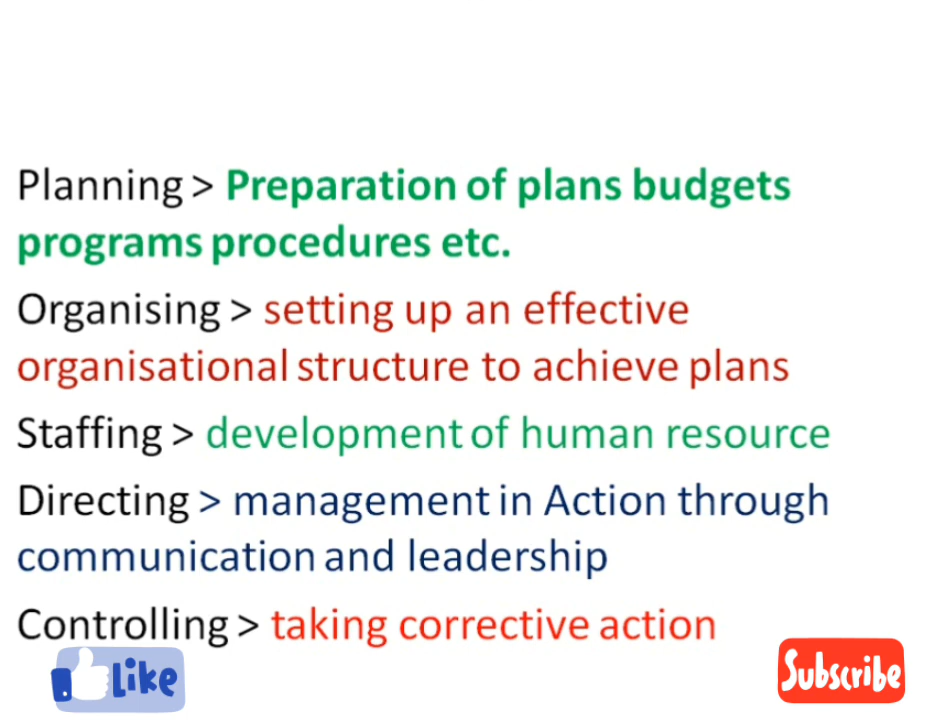 Planning > Preparation of plans budgets
programs procedures etc.
Organising > setting up an effective
organisational structure to achieve plans
Staffing > development of human resource
Directing > management in Action through
communication and leadership
Controlling > taking corrective action
Like
Subscribe